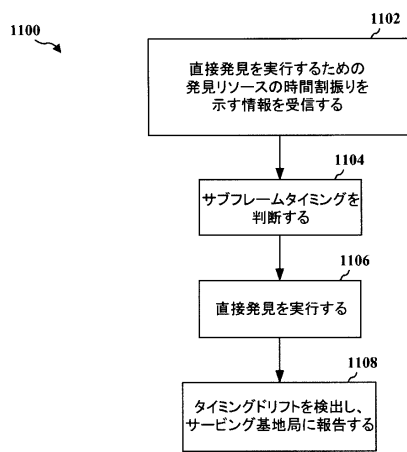 1100
1102
直接発見を実行するための
発見リソースの時間割振りを
示す情報を受信する
1104
サブフレームタイミングを
判断する
1106
直接発見を実行する
1108
タイミングドリフトを検出し、
サービング基地局に報告する